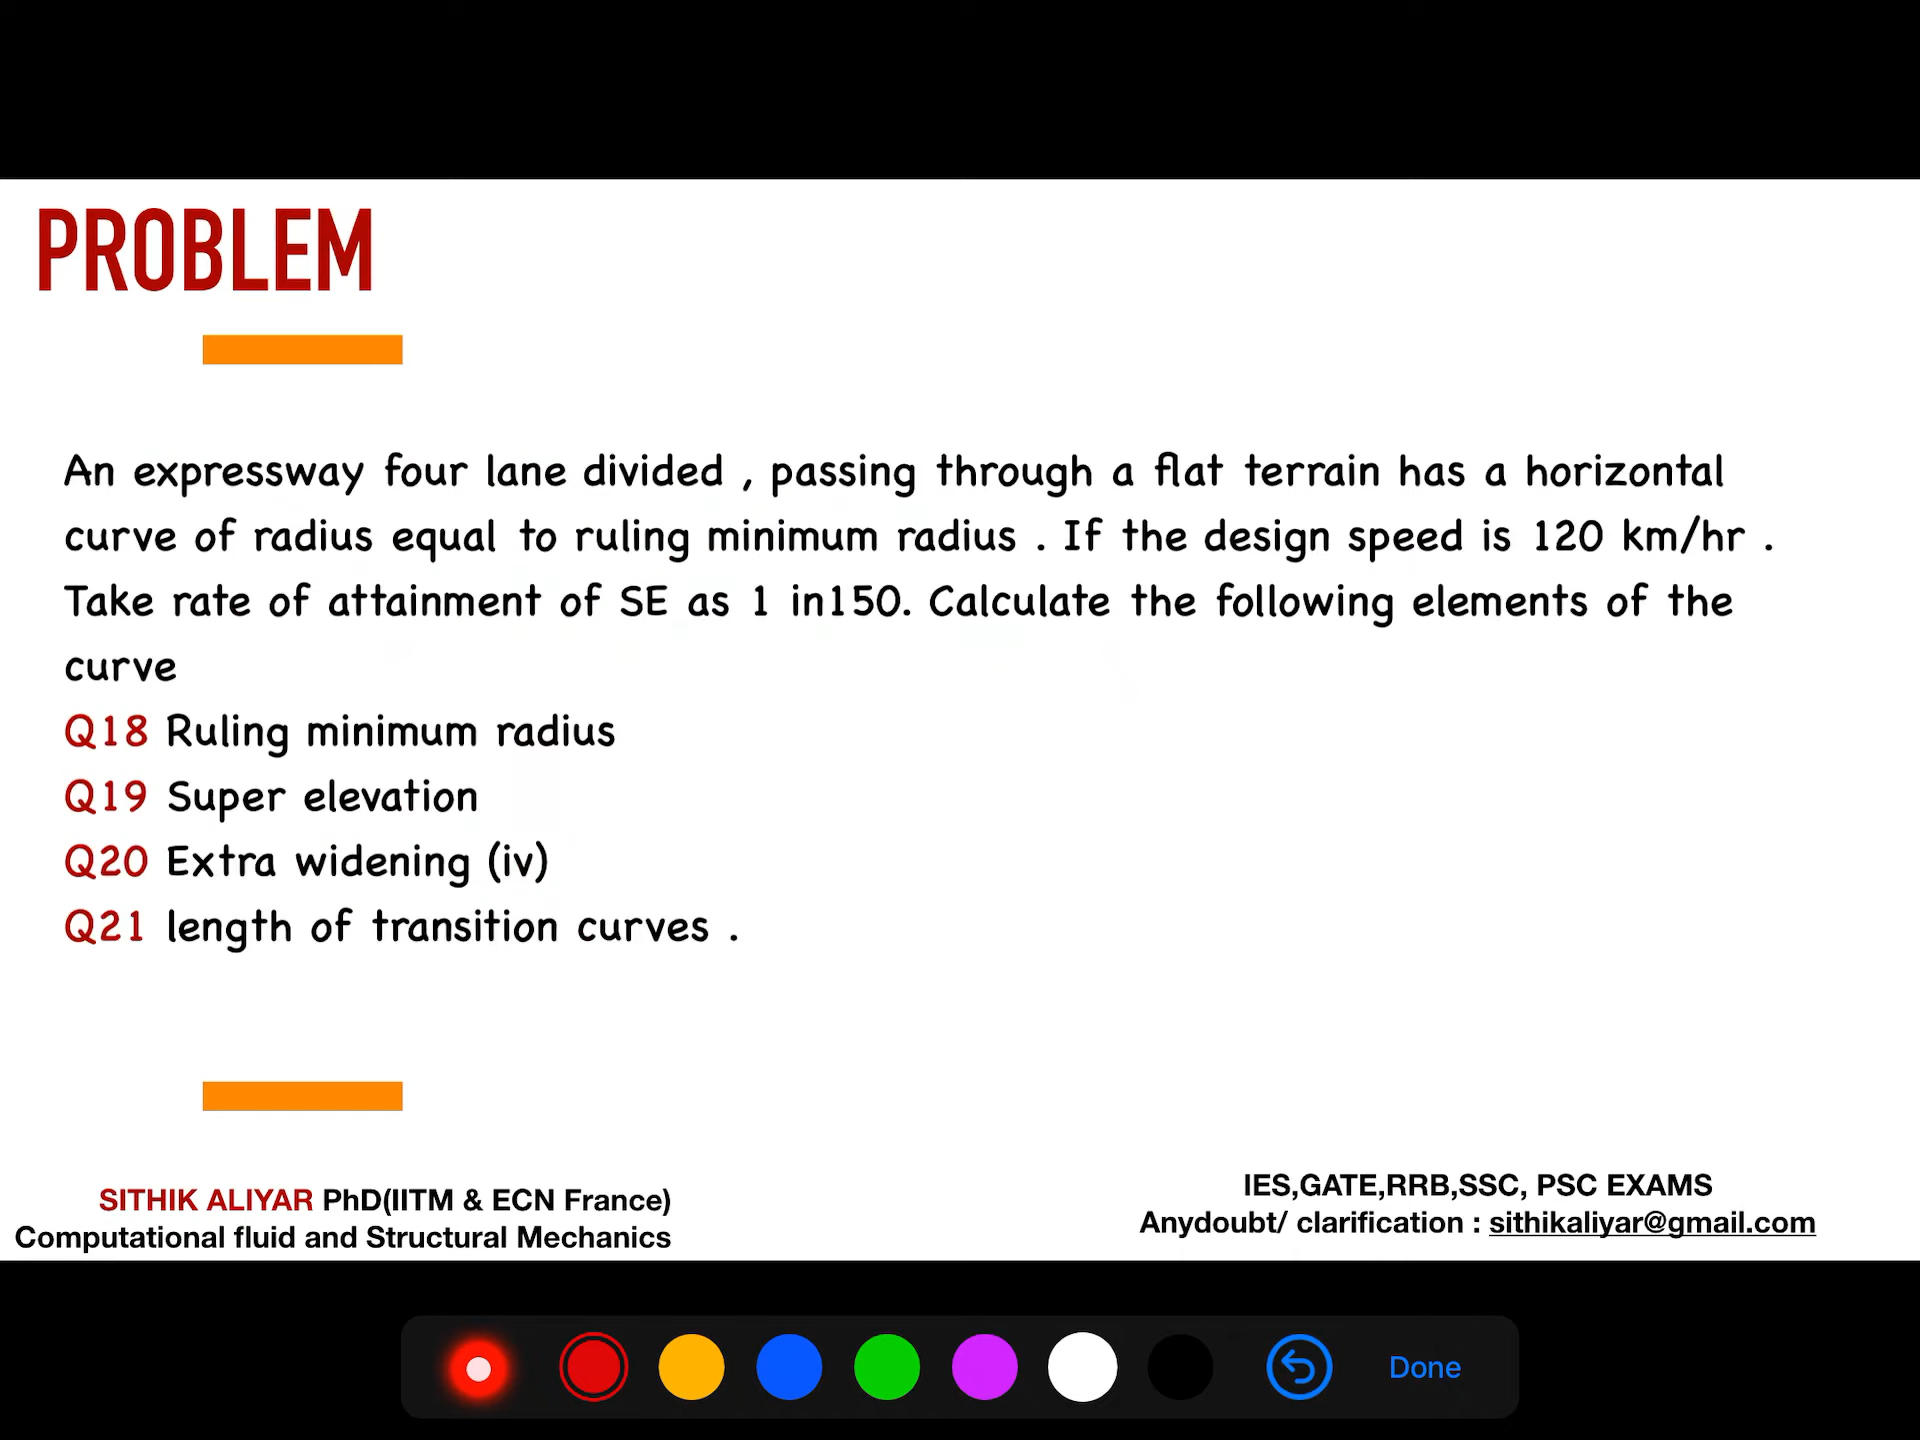 PROBLEM
An expressway four lane divided , passing through a flat terrain has a horizontal
curve of radius equal to ruling minimum radius . If the design speed is 120 km/hr .
Take rate of attainment of SE as 1 in150. Calculate the following elements of the
curve
Q18 Ruling minimum radius
Q19 Super elevation
Q20 Extra widening (iv)
Q21 length of transition curves .
SITHIK ALIYAR PhD(IITM & ECN France)
Computational fluid and Structural Mechanics
IES,GATE,RRB,SSC, PSC EXAMS
Anydoubt/ clarification : sithikaliyar@gmail.com
Done